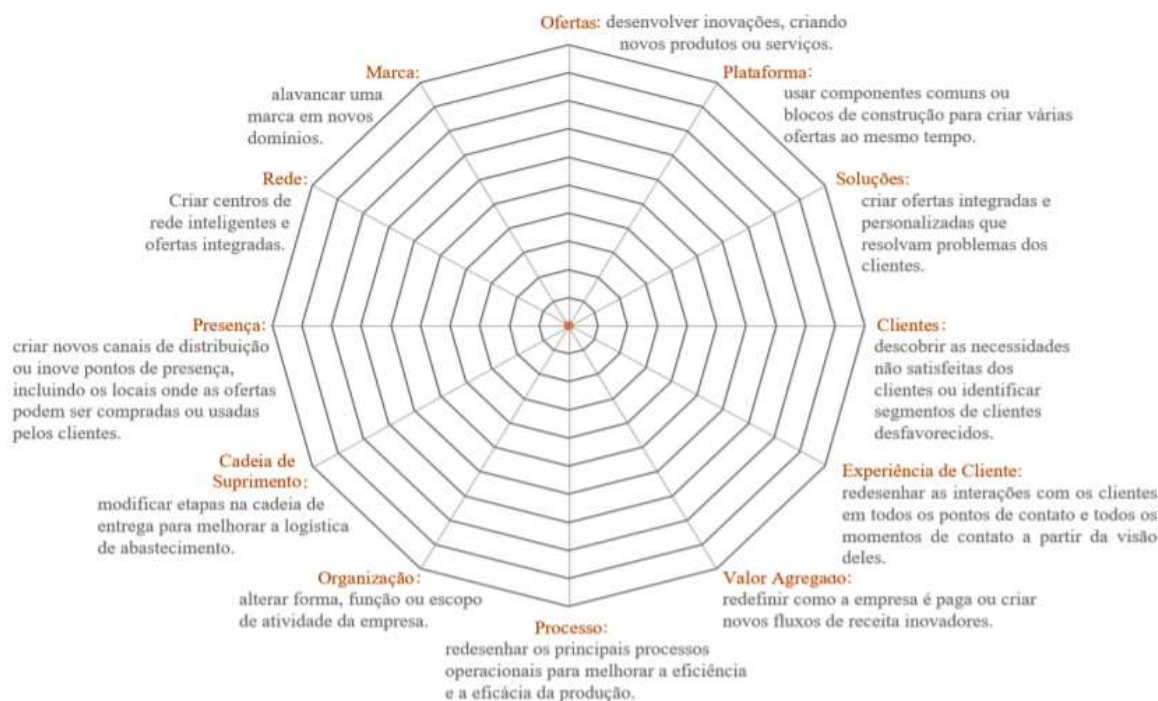 Ofertas: desenvolver inovações, criando
novos produtos ou serviços.
Plataforma:
usar componentes comuns ou
blocos de construção para criar várias
ofertas ao mesmo tempo.
Soluções:
criar ofertas integradas e
personalizadas que
resolvam problemas dos
clientes.
Clientes:
descobrir as necessidades
não satisfeitas dos
clientes ou identificar
segmentos de clientes
desfavorecidos.
Experiência de Cliente:
redesenhar as interações com os clientes
em todos os pontos de contato e todos os
momentos de contato a partir da visão
deles.
Valor Agregado:
redefinir como a empresa é paga ou criar
novos fluxos de receita inovadores.
Processo:
redesenhar os principais processos
operacionais para melhorar a eficiência
e a eficácia da produção.
Organização:
alterar forma, função ou escopo
de atividade da empresa.
Cadeia de
Suprimento:
modificar etapas na cadeia de
entrega para melhorar a logística
de abastecimento.
Presença:
criar novos canais de distribuição
ou inove pontos de presença,
incluindo os locais onde as ofertas
podem ser compradas ou usadas
pelos clientes.
Rede:
Criar centros de
rede inteligentes e
ofertas integradas.
Marca:
alavancar uma
marca em novos
domínios.